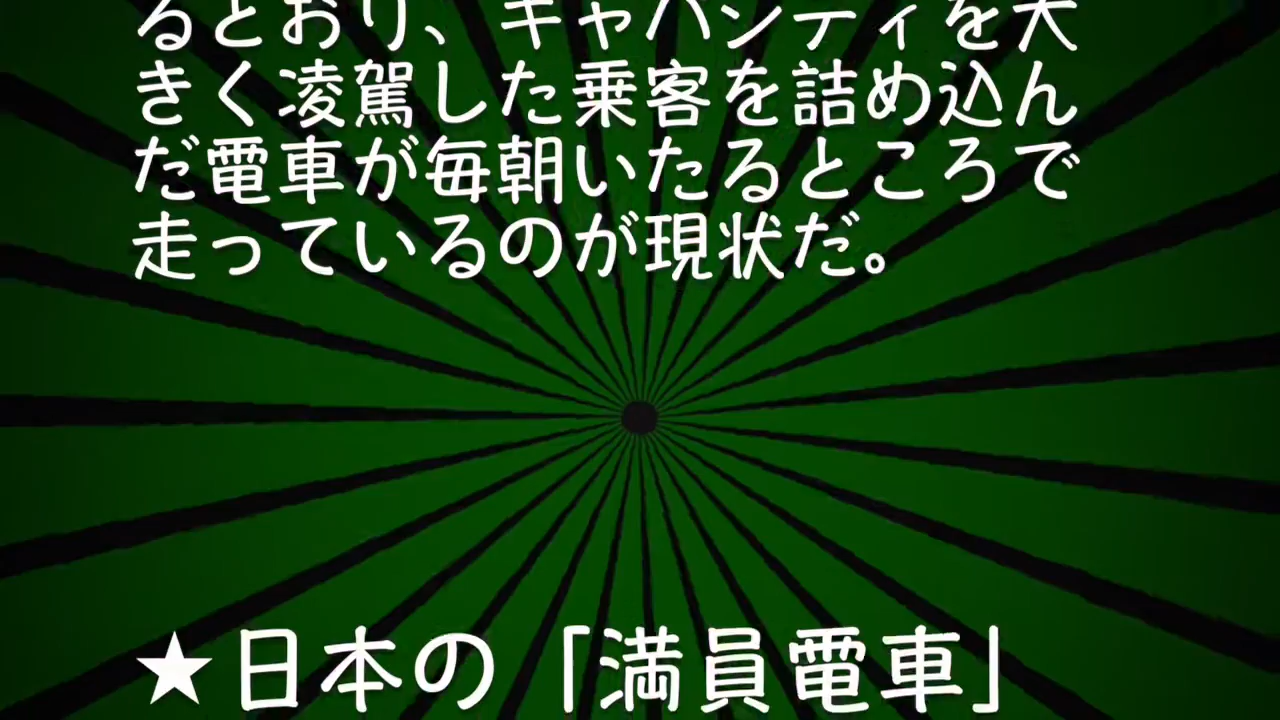 るとおり、キャパシティを大
きく凌駕した乗客を詰め込ん
だ電車が毎朝いたるところで
走っているのが現状だ。
★日本の「満員電車」